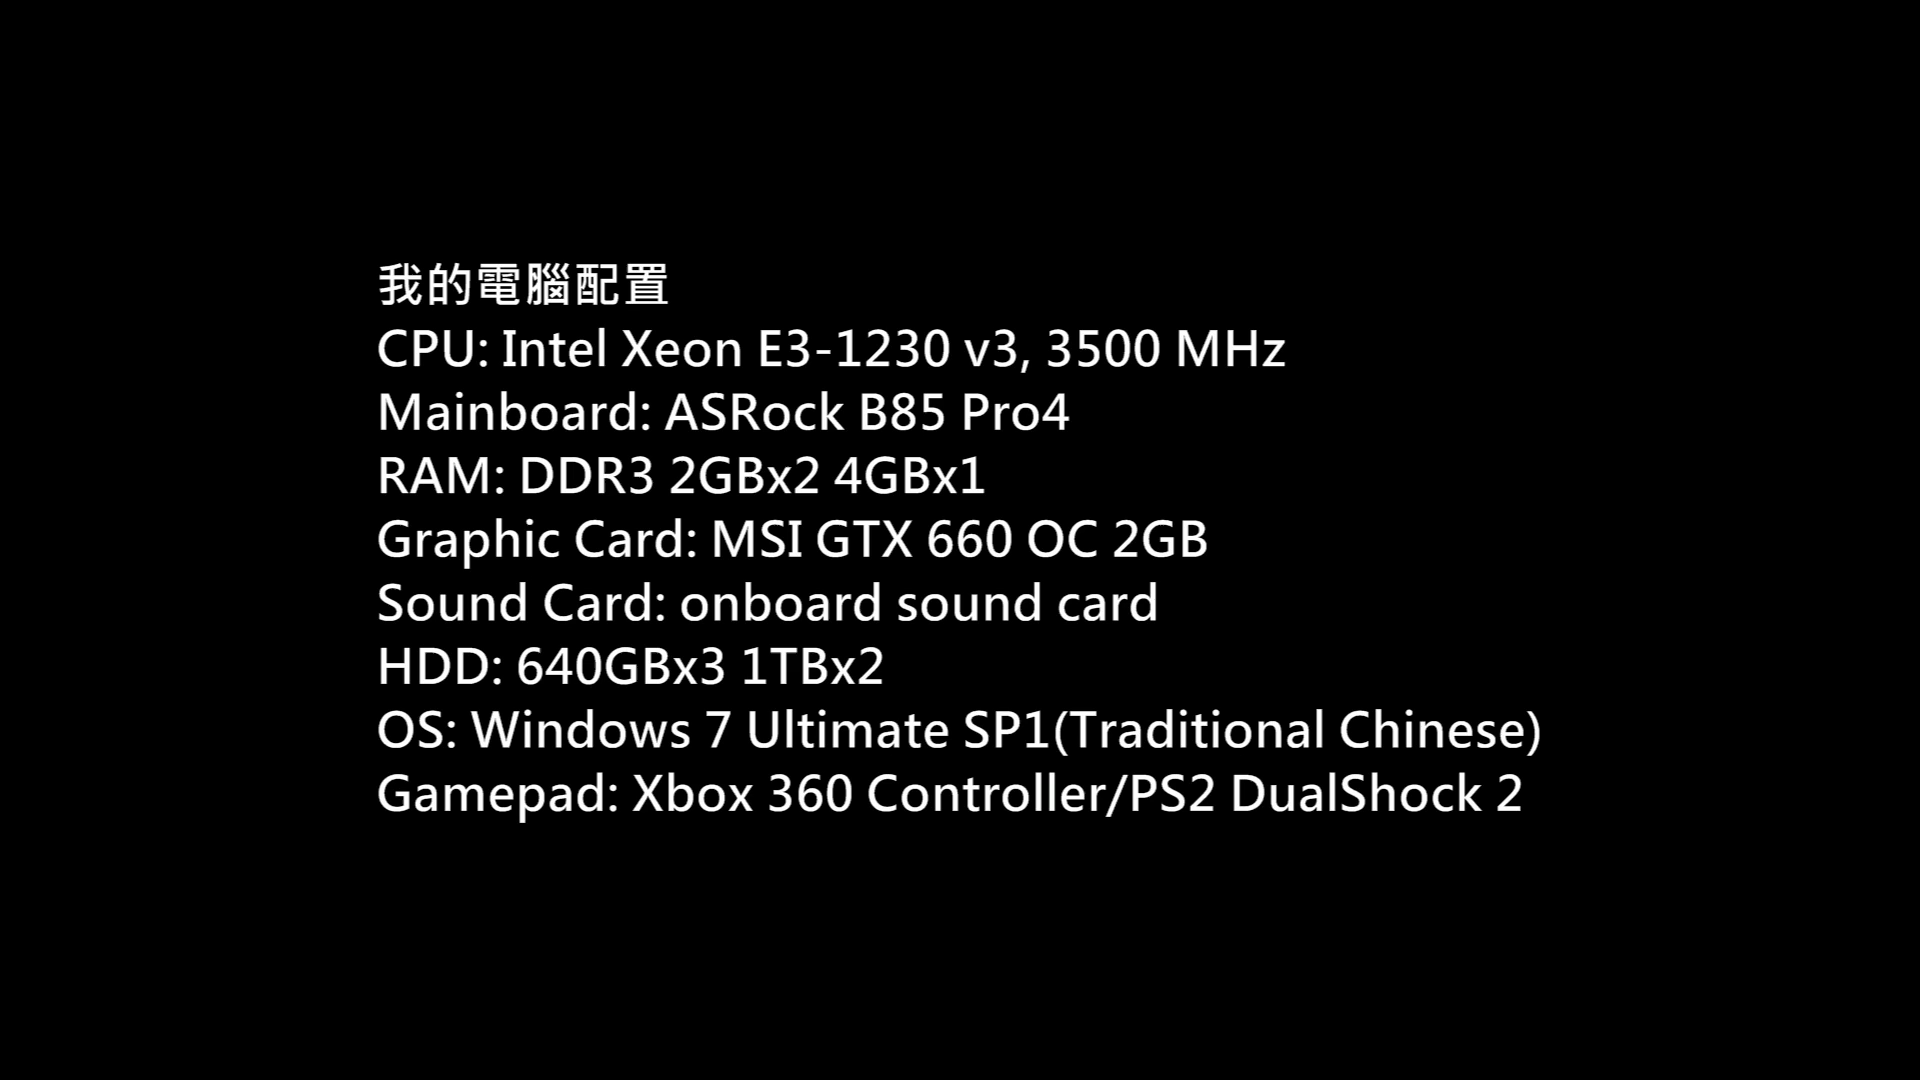 我的電腦配置
CPU: Intel Xeon E3-1230 v3, 3500 MHz
Mainboard: ASRock B85 Pro4
RAM: DDR3 2GBx2 4GBx1
Graphic Card: MSI GTX 660 OC 2GB
Sound Card: onboard sound card
HDD: 640GBx3 1TBx2
OS: Windows 7 Ultimate SP1(Traditional Chinese)
Gamepad: Xbox 360 Controller/PS2 DualShock 2